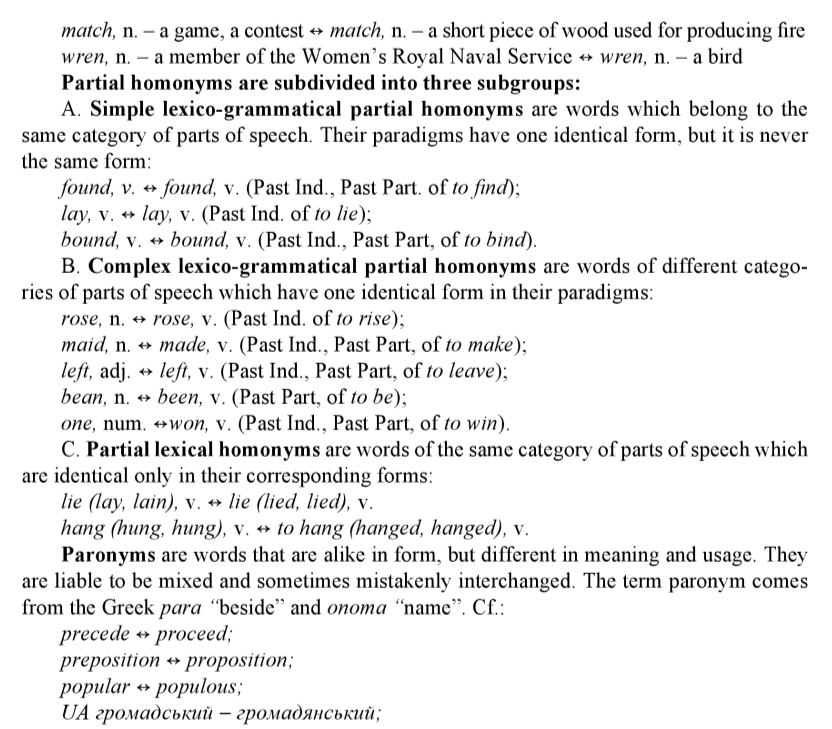 match, n. – a game, a contest ↔ match, n. – a short piece of wood used for producing fire
wren, n. – a member of the Women’s Royal Naval Service ↔ wren, n. – a bird
Partial homonyms are subdivided into three subgroups:
A. Simple lexico-grammatical partial homonyms are words which belong to the
same category of parts of speech. Their paradigms have one identical form, but it is never
the same form:
found, v. ↔ found, v. (Past Ind., Past Part. of to find);
lay, v. ↔ lay, v. (Past Ind. of to lie);
bound, v. ↔ bound, v. (Past Ind., Past Part, of to bind).
B. Complex lexico-grammatical partial homonyms are words of different catego-
ries of parts of speech which have one identical form in their paradigms:
rose, n. ↔ rose, v. (Past Ind. of to rise);
maid, n. ↔ made, v. (Past Ind., Past Part, of to make);
left, adj. ↔ left, v. (Past Ind., Past Part, of to leave);
bean, n. ↔ been, v. (Past Part, of to be);
one, num. ↔won, v. (Past Ind., Past Part, of to win).
C. Partial lexical homonyms are words of the same category of parts of speech which
are identical only in their corresponding forms:
lie (lay, lain), v. ↔ lie (lied, lied), v.
hang (hung, hung), v. ↔ to hang (hanged, hanged), v.
Paronyms are words that are alike in form, but different in meaning and usage. They
are liable to be mixed and sometimes mistakenly interchanged. The term paronym comes
from the Greek para “beside” and onoma “name”. Cf.:
precede ↔ proceed;
preposition ↔ proposition;
popular ↔ populous;
UA громадський – громадянський;